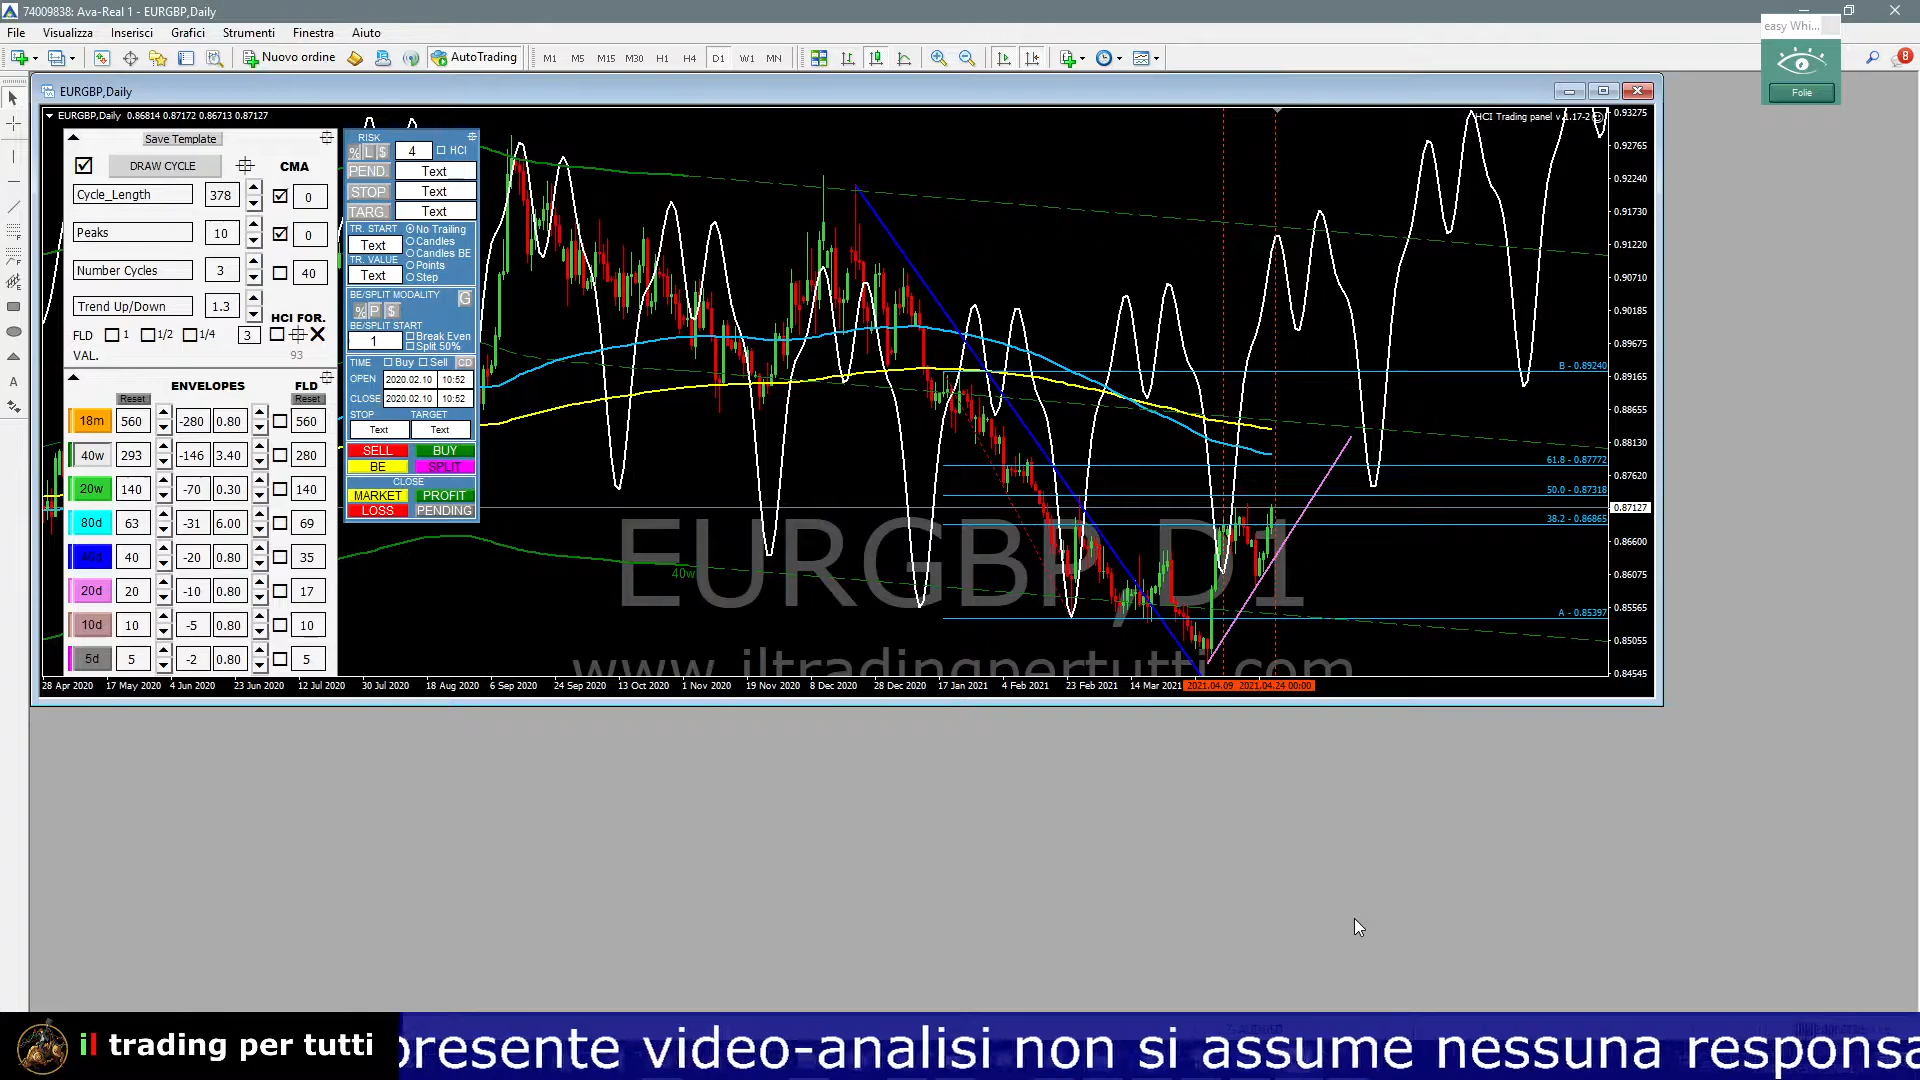 74009838: Ava-Real 1 - EURGBP,Daily
File Visualizza Inserisci Grafici Strumenti Finestra Aiuto
easy Whi...
Folie
Nuovo ordine AutoTrading M1 M5 M15 M30 H1 H4 D1 W1 MN
8
EURGBP,Daily
EURGBP,Daily 0.86814 0.87172 0.86713 0.87127
HCI Trading panel v.1.17-2
Save Template
DRAW CYCLE CMA
Cycle_Length 378 0
Peaks 10 0
Number Cycles 3 40
Trend Up/Down 1.3
HCI FOR.
FLD 1 1/2 1/4 3
VAL. 93
ENVELOPES FLD
Reset Reset
18m 560 -280 0.80 560
40w 293 -146 3.40 280
20w 140 -70 0.30 140
80d 63 -31 6.00 69
40d 40 -20 0.80 35
20d 20 -10 0.80 17
10d 10 -5 0.80 10
5d 5 -2 0.80 5
RISK
% L $ 4 HCI
PEND. Text
STOP Text
TARG. Text
TR. START No Trailing
Text Candles
Candles BE
TR. VALUE Points
Text Step
BE/SPLIT MODALITY G
% P $
BE/SPLIT START
1 Break Even
Split 50%
TIME Buy Sell CD
OPEN 2020.02.10 10:52
CLOSE 2020.02.10 10:52
STOP TARGET
Text Text
SELL BUY
BE SPLIT
CLOSE
MARKET PROFIT
LOSS PENDING
0.93275
0.92765
0.92240
0.91730
0.91220
0.90710
0.90185
0.89675
0.89165
0.88655
0.88130
0.87620
0.87127
0.86600
0.86075
0.85565
0.85055
0.84545
B - 0.89240
61.8 - 0.87772
50.0 - 0.87318
38.2 - 0.86865
A - 0.85397
40w
EURGBP,D1
www.iltradingpertutti.com
28 Apr 2020 17 May 2020 4 Jun 2020 23 Jun 2020 12 Jul 2020 30 Jul 2020 18 Aug 2020 6 Sep 2020 24 Sep 2020 13 Oct 2020 1 Nov 2020 19 Nov 2020 8 Dec 2020 28 Dec 2020 17 Jan 2021 4 Feb 2021 23 Feb 2021 14 Mar 2021 2021.04.09 2021.04.24 00:00
il trading per tutti
presente video-analisi non si assume nessuna responsa